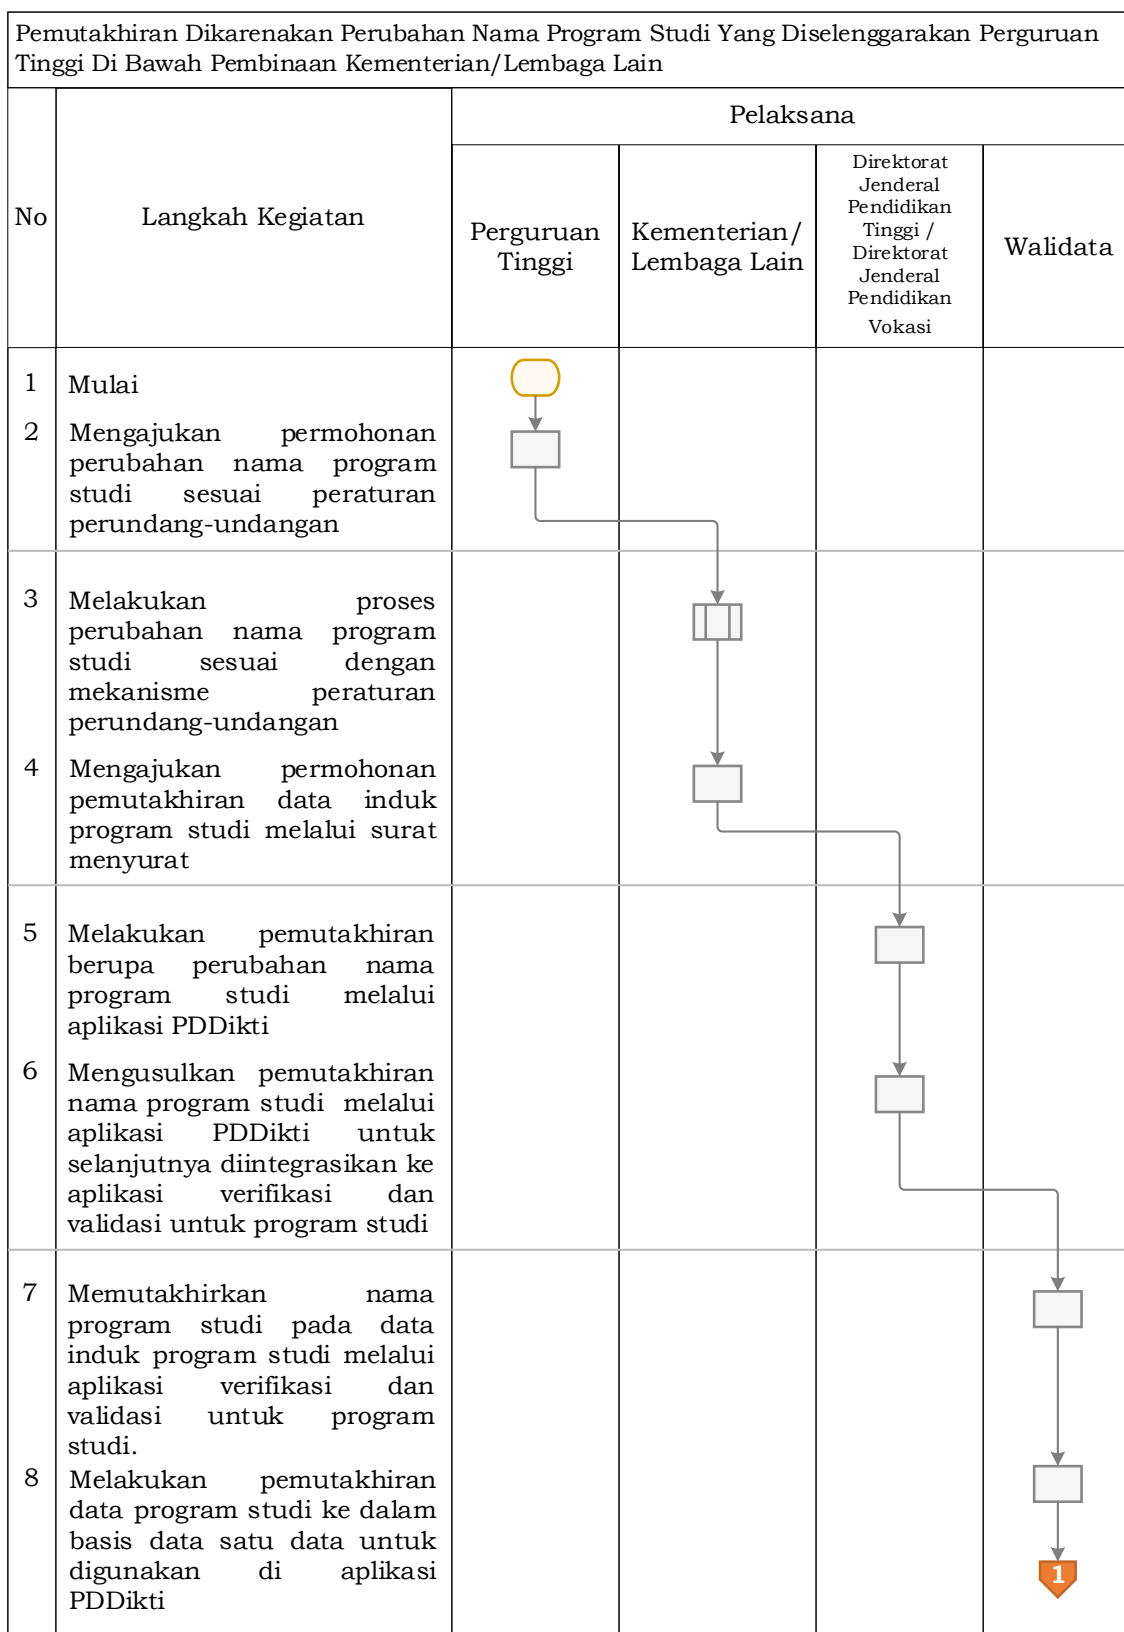 Pemutakhiran Dikarenakan Perubahan Nama Program Studi Yang Diselenggarakan Perguruan
Tinggi Di Bawah Pembinaan Kementerian/Lembaga Lain
No
Langkah Kegiatan
Pelaksana
Perguruan
Tinggi
Kementerian/
Lembaga Lain
Direktorat
Jenderal
Pendidikan
Tinggi /
Direktorat
Jenderal
Pendidikan
Vokasi
Walidata
1 Mulai
2 Mengajukan permohonan
perubahan nama program
studi sesuai peraturan
perundang-undangan
3 Melakukan proses
perubahan nama program
studi sesuai dengan
mekanisme peraturan
perundang-undangan
4 Mengajukan permohonan
pemutakhiran data induk
program studi melalui surat
menyurat
5 Melakukan pemutakhiran
berupa perubahan nama
program studi melalui
aplikasi PDDikti
6 Mengusulkan pemutakhiran
nama program studi melalui
aplikasi PDDikti untuk
selanjutnya diintegrasikan ke
aplikasi verifikasi dan
validasi untuk program studi
7 Memutakhirkan nama
program studi pada data
induk program studi melalui
aplikasi verifikasi dan
validasi untuk program
studi.
8 Melakukan pemutakhiran
data program studi ke dalam
basis data satu data untuk
digunakan di aplikasi
PDDikti
1